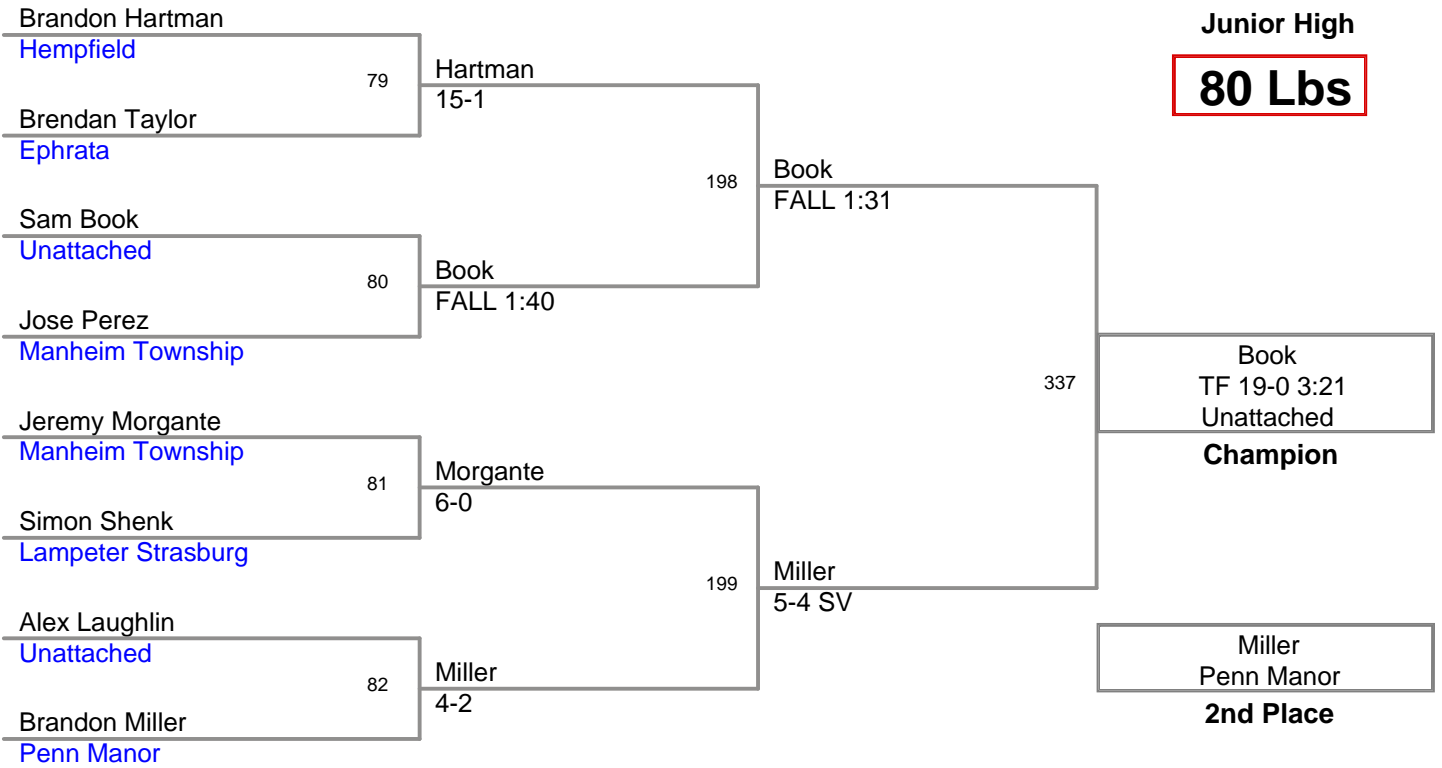 Brandon Hartman
Hempfield
Junior High
80 Lbs
79
Hartman
15-1
Brendan Taylor
Ephrata
198
Book
FALL 1:31
Sam Book
Unattached
80
Book
FALL 1:40
Jose Perez
Manheim Township
337
Book
TF 19-0 3:21
Unattached
Champion
Jeremy Morgante
Manheim Township
81
Morgante
6-0
Simon Shenk
Lampeter Strasburg
199
Miller
5-4 SV
Alex Laughlin
Unattached
82
Miller
4-2
Brandon Miller
Penn Manor
Miller
Penn Manor
2nd Place